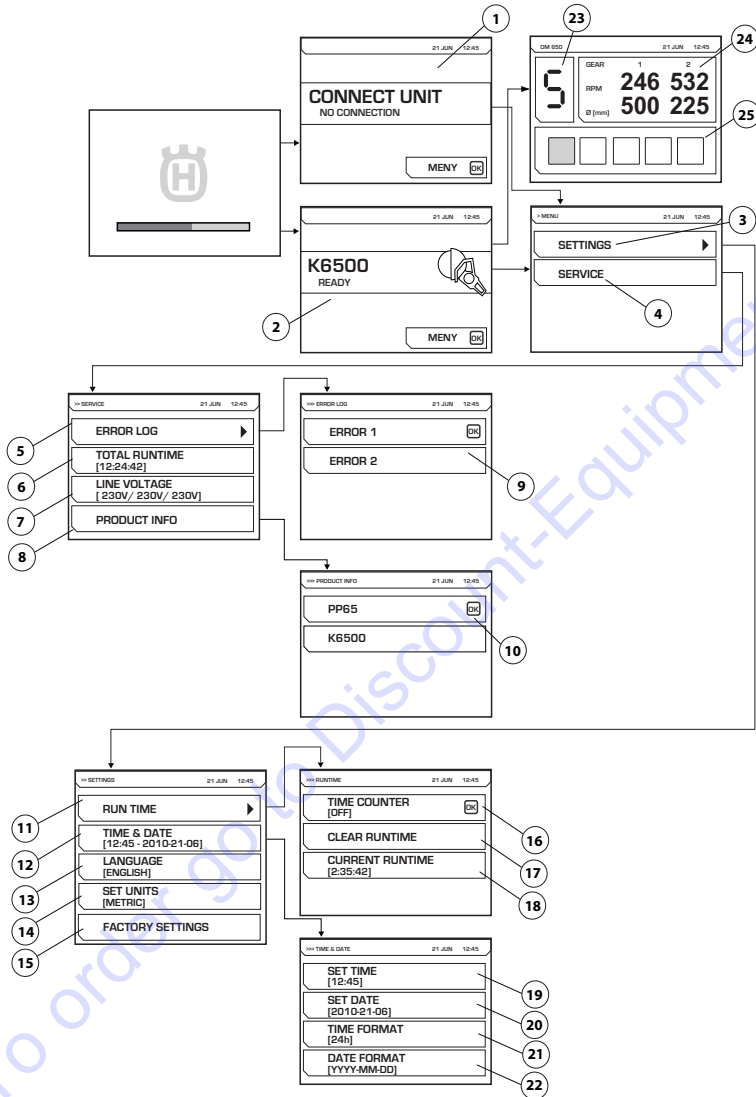 1
21 JUN 12:45
CONNECT UNIT
NO CONNECTION
MENY OK
23
DM 650 21 JUN 12:45
24
GEAR 1 2
RPM 246 532
Ø (mm) 500 225
S
25
H
21 JUN 12:45
K6500
READY
2
MENY OK
> MENU 21 JUN 12:45
3
SETTINGS
SERVICE
4
>> SERVICE 21 JUN 12:45
5
ERROR LOG
6
TOTAL RUNTIME
[12:24:42]
7
LINE VOLTAGE
[ 230V/ 230V/ 230V]
8
PRODUCT INFO
>>> ERROR LOG 21 JUN 12:45
ERROR 1 OK
ERROR 2
9
>>> PRODUCT INFO 21 JUN 12:45
PP65 OK
10
K6500
>> SETTINGS 21 JUN 12:45
11
RUN TIME
12
TIME & DATE
[12:45 - 2010-21-06]
13
LANGUAGE
[ENGLISH]
14
SET UNITS
[METRIC]
15
FACTORY SETTINGS
>>> RUNTIME 21 JUN 12:45
TIME COUNTER
[OFF] OK
16
CLEAR RUNTIME
17
CURRENT RUNTIME
[2:35:42]
18
>>> TIME & DATE 21 JUN 12:45
SET TIME
[12:45]
19
SET DATE
[2010-21-06]
20
TIME FORMAT
[24h]
21
DATE FORMAT
[YYYY-MM-DD]
22
To order go to Discount-Equipmen